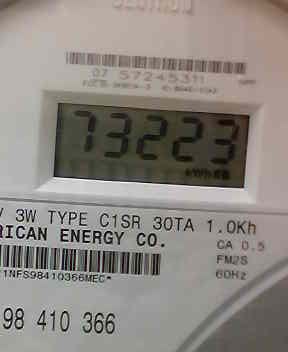 07 57245311
73223
kWh
V 3W TYPE C1SR 30TA 1.0Kh
RICAN ENERGY CO.
CA 0.5
FM2S
60Hz
1NFS98410366MEC*
98 410 366